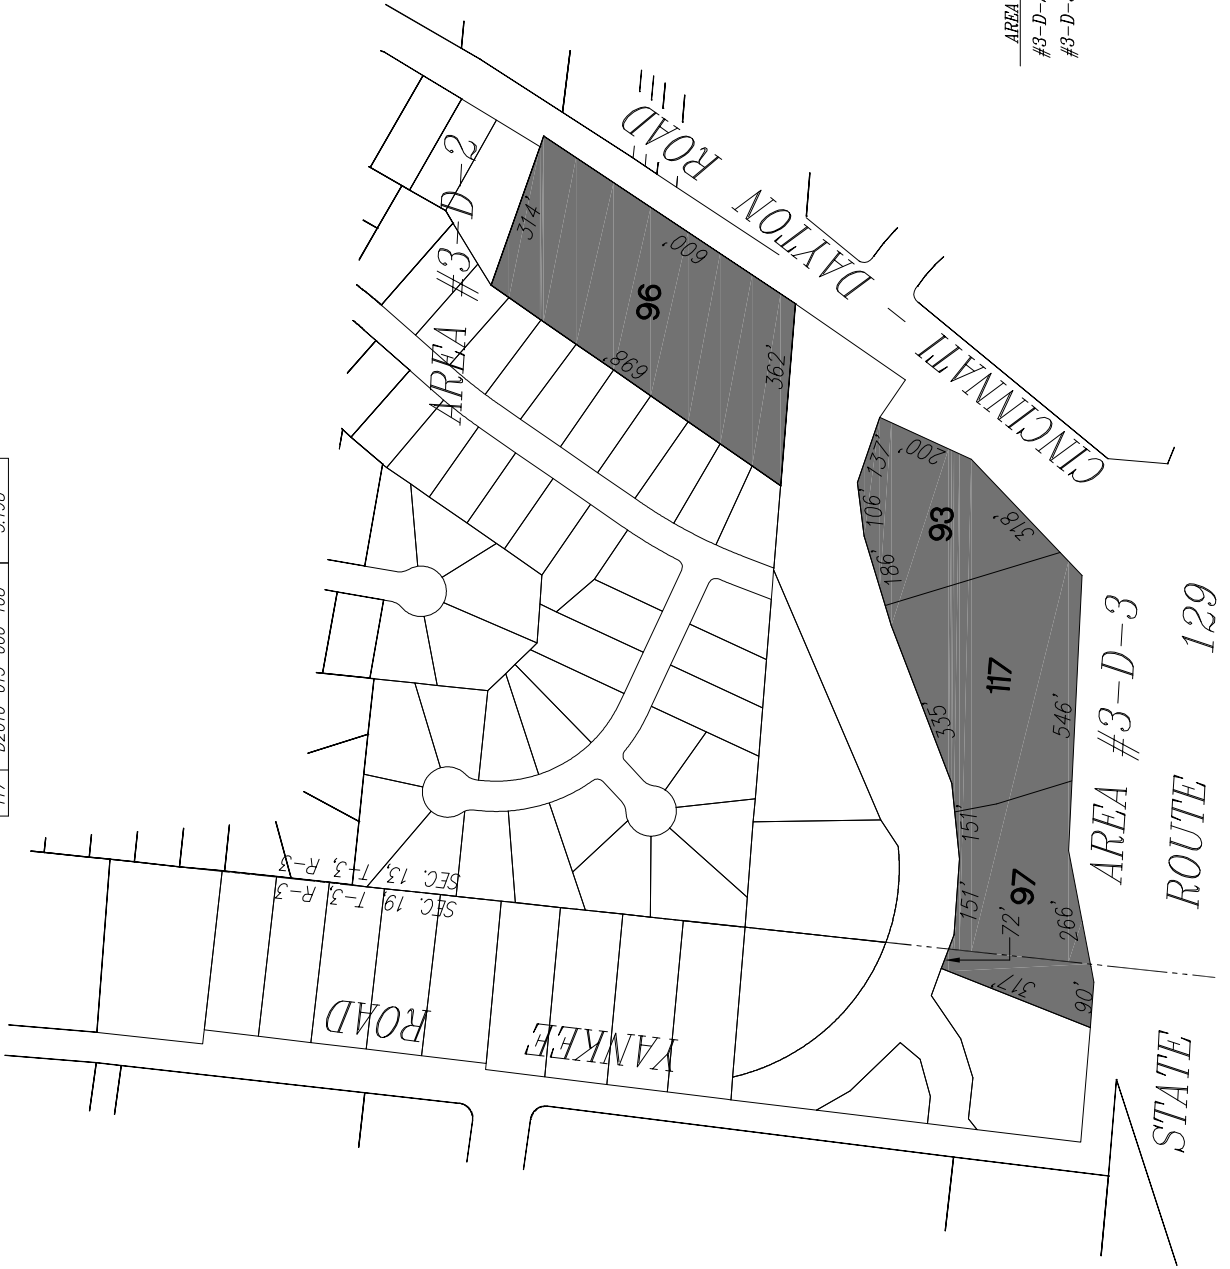 AREA
#3-D-
#3-D-
117
AREA #3-D-2
314'
600'
96
698'
362'
CINCINNATI - DAYTON ROAD
137'
200'
106'
93
186'
318'
335'
117
546'
AREA #3-D-3
151'
151'
97
72'
266'
317'
90'
STATE ROUTE 129
SEC. 13, T-3, R-3
SEC. 19, T-3, R-3
YANKEE ROAD